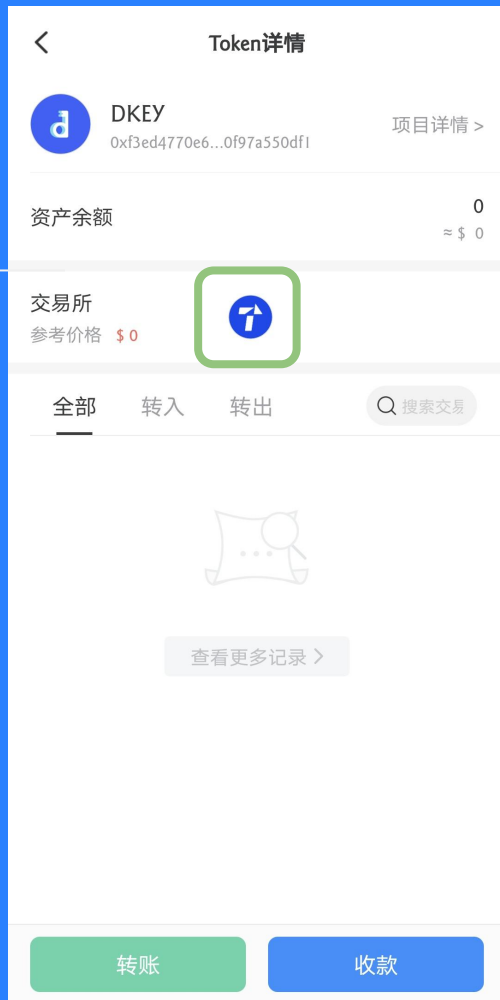 Token详情
DKEY
0xf3ed4770e6...0f97a550df1
项目详情 >
资产余额
0
≈ $ 0
交易所
参考价格 $ 0
全部 转入 转出 搜索交易
查看更多记录 >
转账 收款